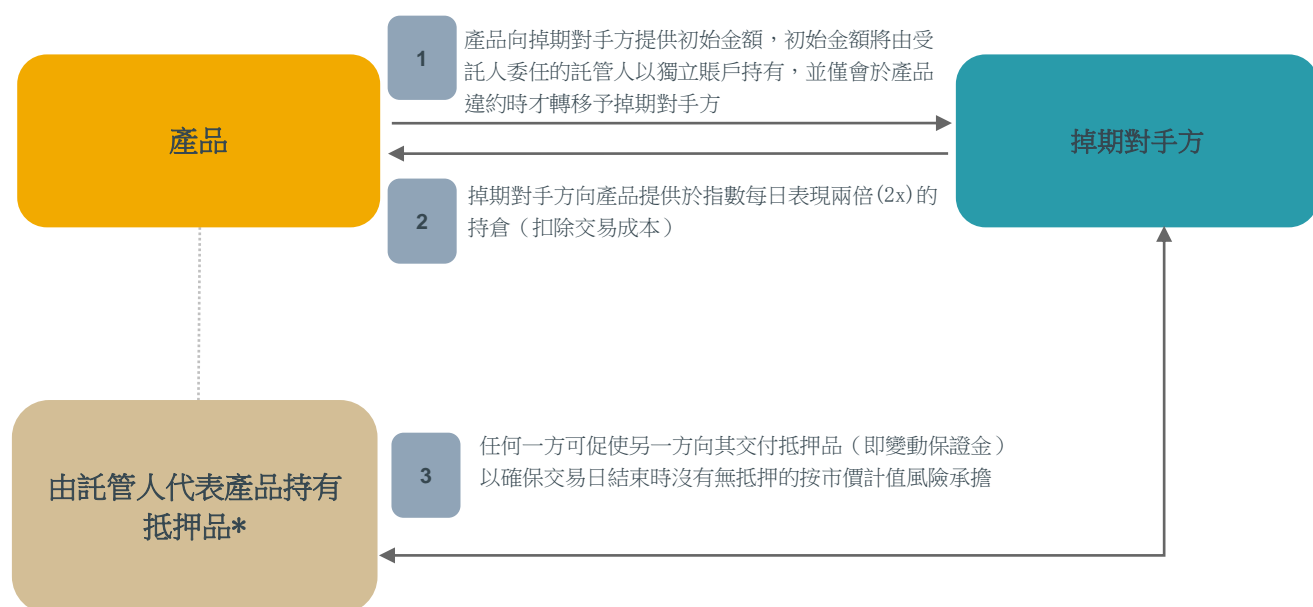 產品
1
產品向掉期對手方提供初始金額，初始金額將由受
託人委任的託管人以獨立賬戶持有，並僅會於產品
違約時才轉移予掉期對手方
掉期對手方
2
掉期對手方向產品提供於指數每日表現兩倍(2x)的
持倉（扣除交易成本）
由託管人代表產品持有
抵押品*
3
任何一方可促使另一方向其交付抵押品（即變動保證金）
以確保交易日結束時沒有無抵押的按市價計值風險承擔